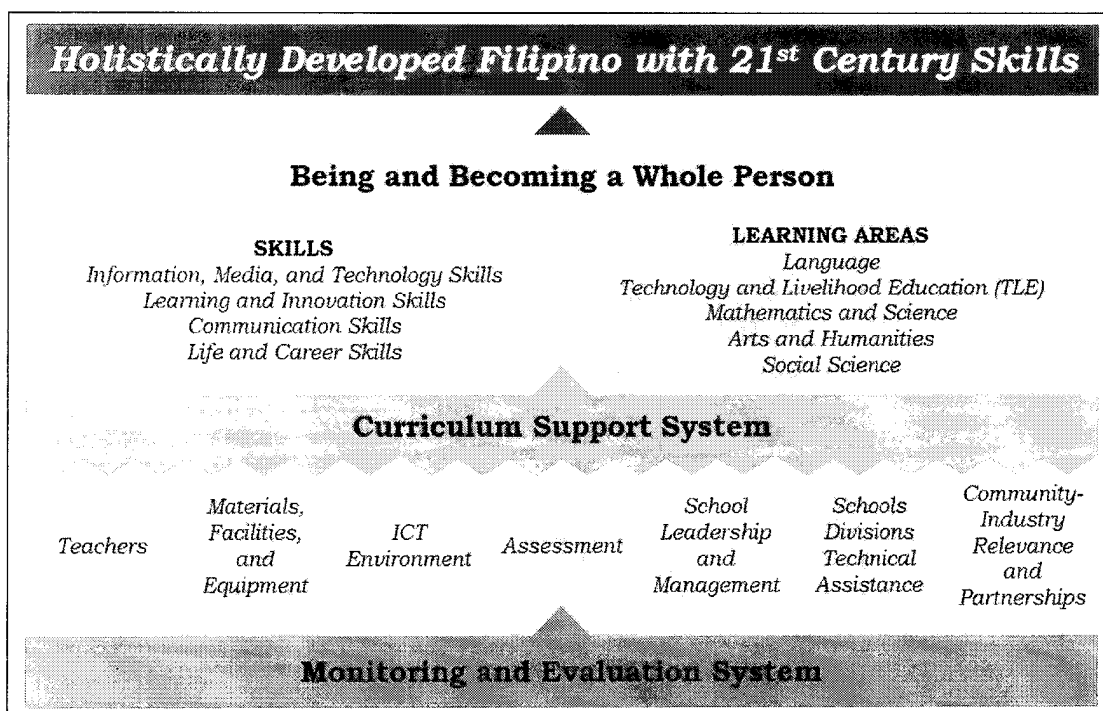 Holistically Developed Filipino with 21st Century Skills
Being and Becoming a Whole Person
SKILLS
Information, Media, and Technology Skills
Learning and Innovation Skills
Communication Skills
Life and Career Skills
LEARNING AREAS
Language
Technology and Livelihood Education (TLE)
Mathematics and Science
Arts and Humanities
Social Science
Curriculum Support System
Teachers
Materials,
Facilities,
and
Equipment
ICT
Environment
Assessment
School
Leadership
and
Management
Schools
Divisions
Technical
Assistance
Community-
Industry
Relevance
and
Partnerships
Monitoring and Evaluation System